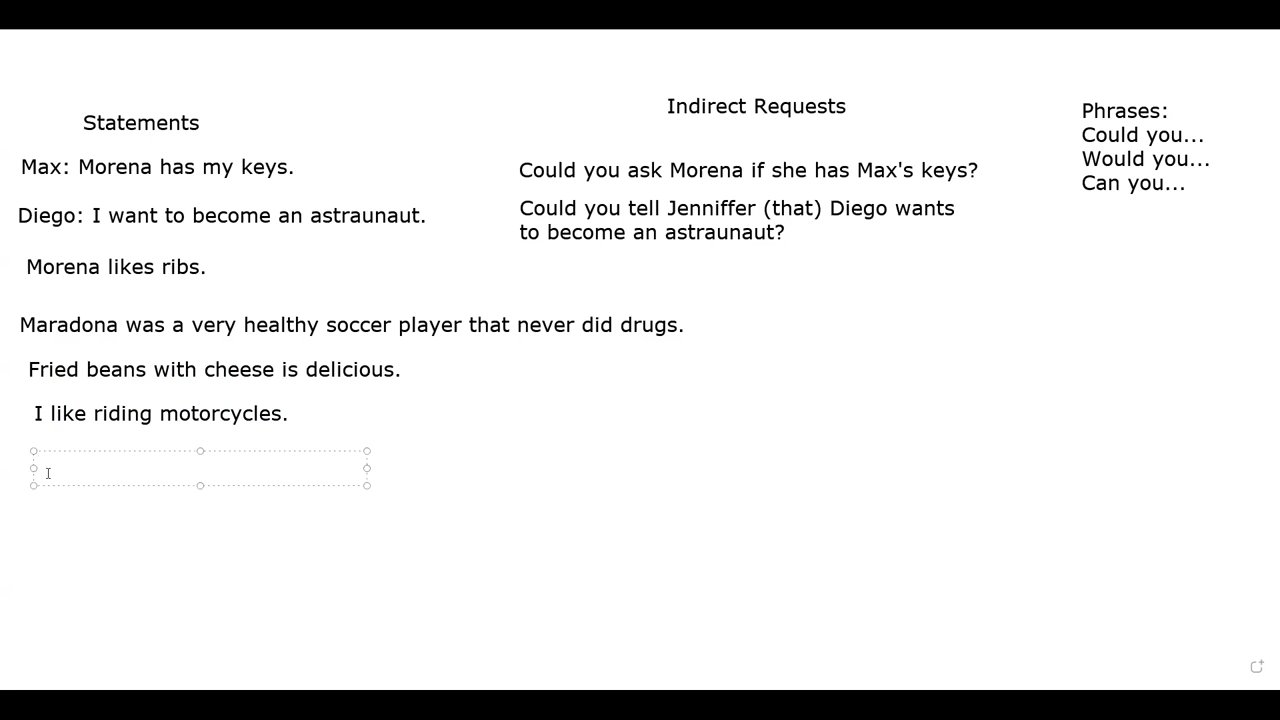 Statements
Max: Morena has my keys.
Diego: I want to become an astraunaut.
Morena likes ribs.
Maradona was a very healthy soccer player that never did drugs.
Fried beans with cheese is delicious.
I like riding motorcycles.
Indirect Requests
Could you ask Morena if she has Max's keys?
Could you tell Jenniffer (that) Diego wants
to become an astraunaut?
Phrases:
Could you...
Would you...
Can you...